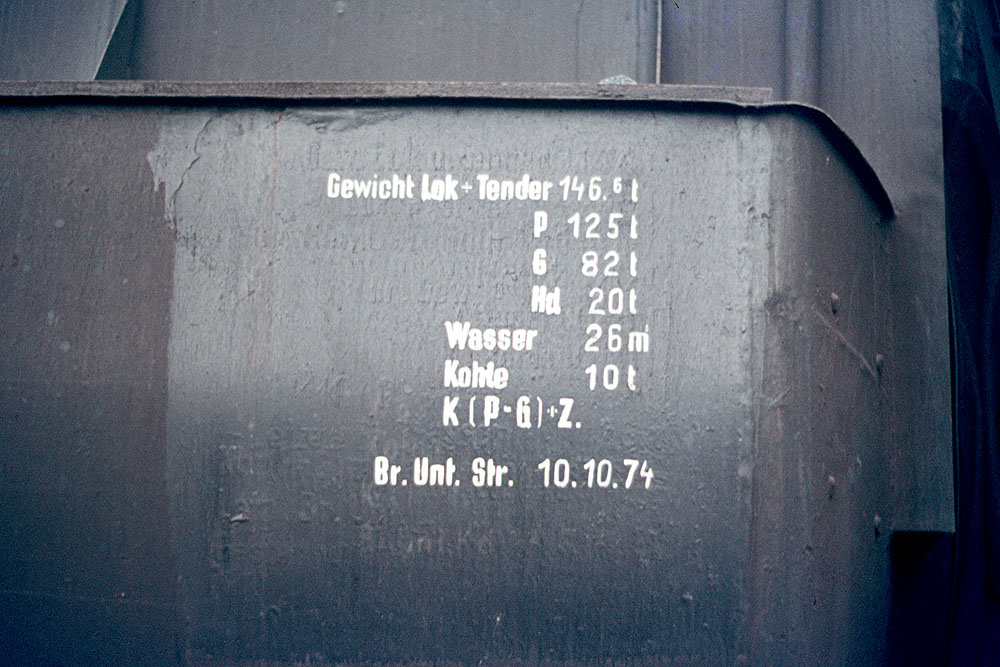 Gewicht Lok+Tender 146.⁶ t
P 125 t
G 82 t
Hd 20 t
Wasser 26 m³
Kohle 10 t
K (P-G)+Z.
Br. Unt. Str. 10.10.74